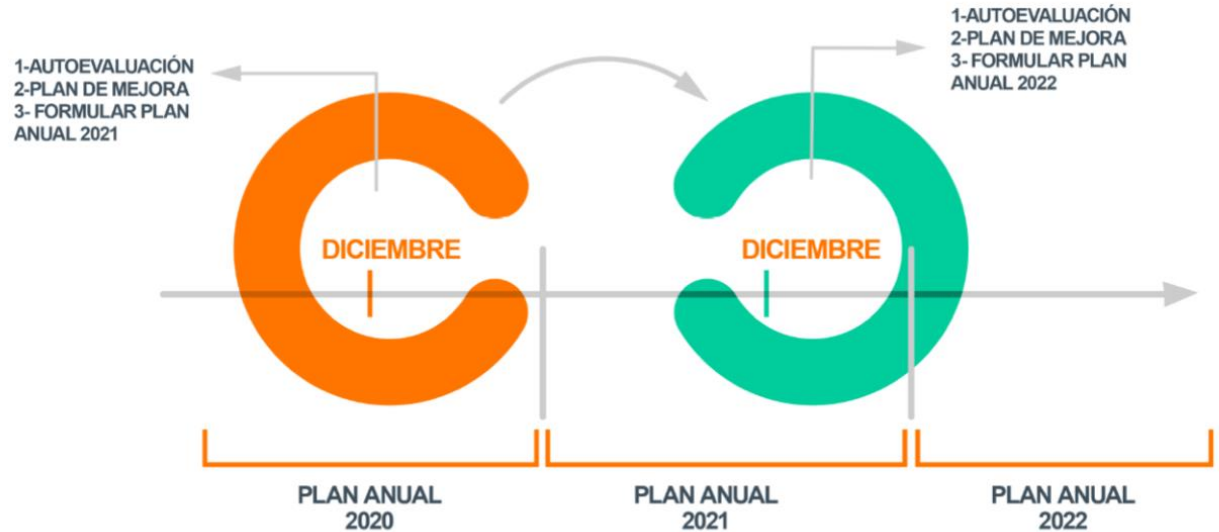 1-AUTOEVALUACIÓN
2-PLAN DE MEJORA
3- FORMULAR PLAN
ANUAL 2021
1-AUTOEVALUACIÓN
2-PLAN DE MEJORA
3- FORMULAR PLAN
ANUAL 2022
DICIEMBRE
DICIEMBRE
PLAN ANUAL
2020
PLAN ANUAL
2021
PLAN ANUAL
2022